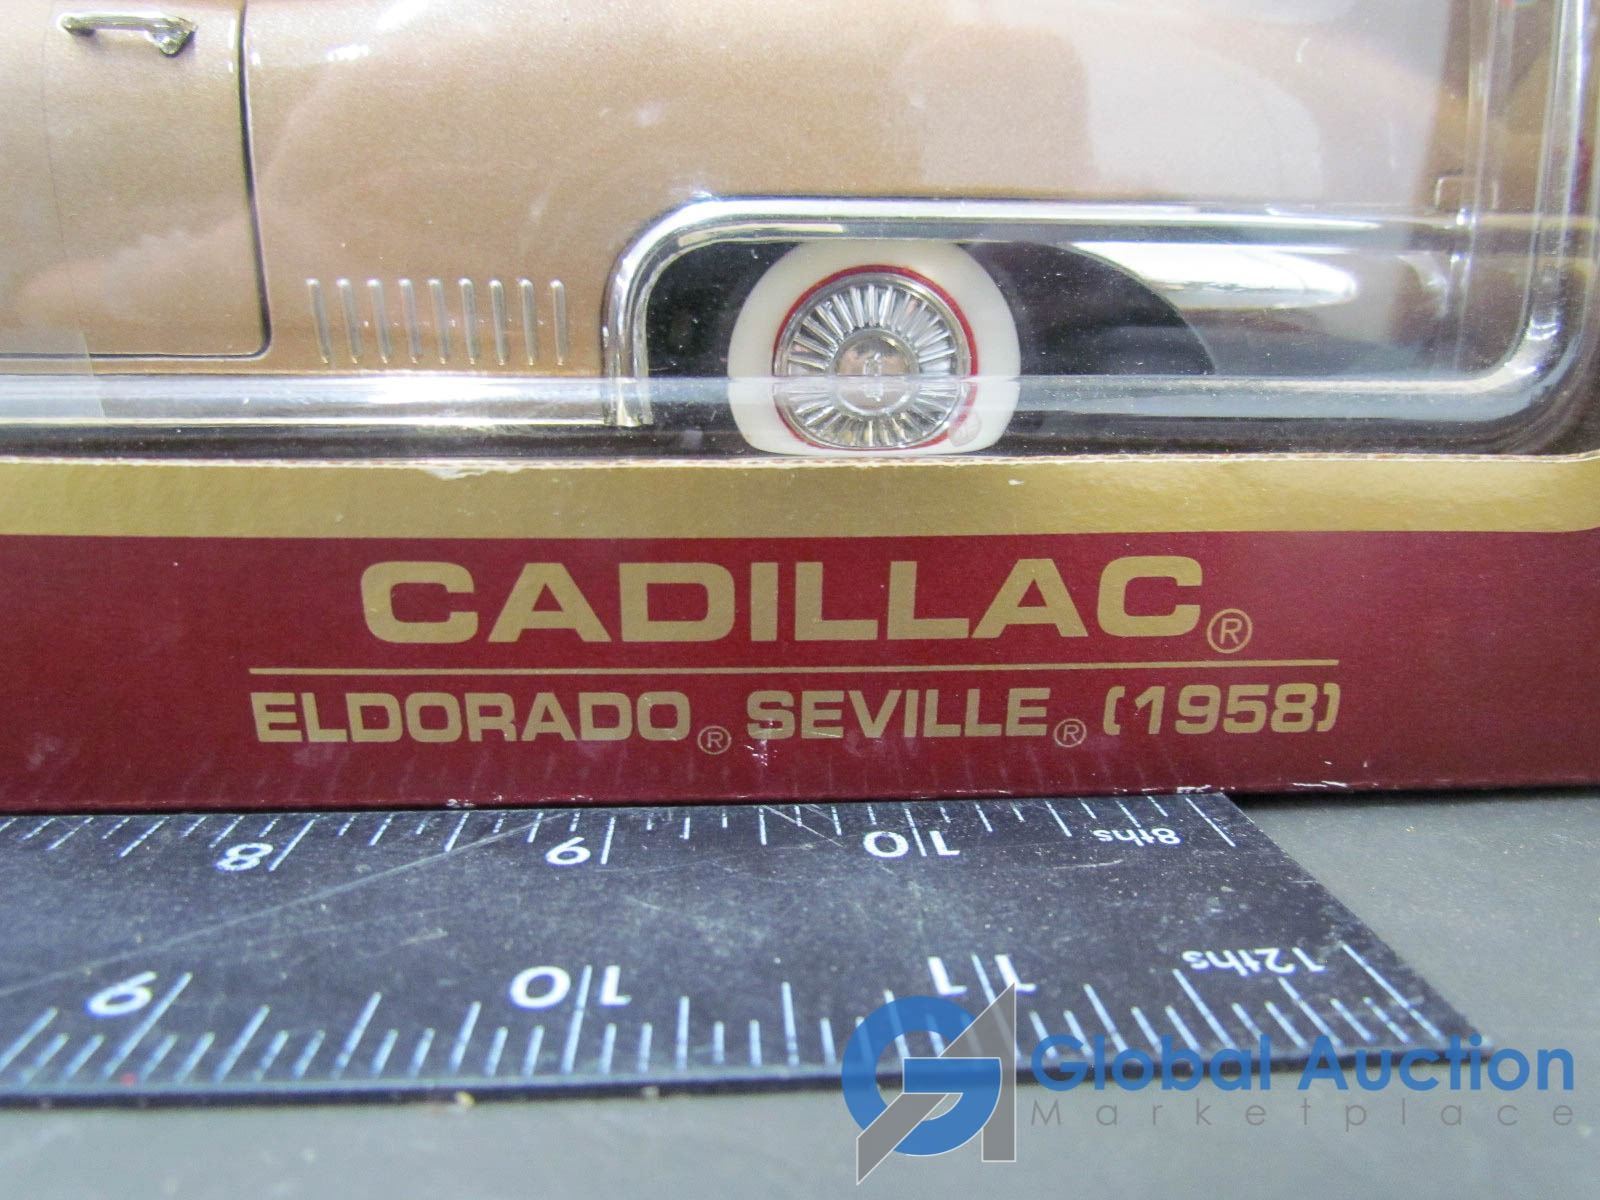 CADILLAC®
ELDORADO® SEVILLE® (1958)
8 9 10 8ths
9 10 11 12ths
Global Auction
Marketplace